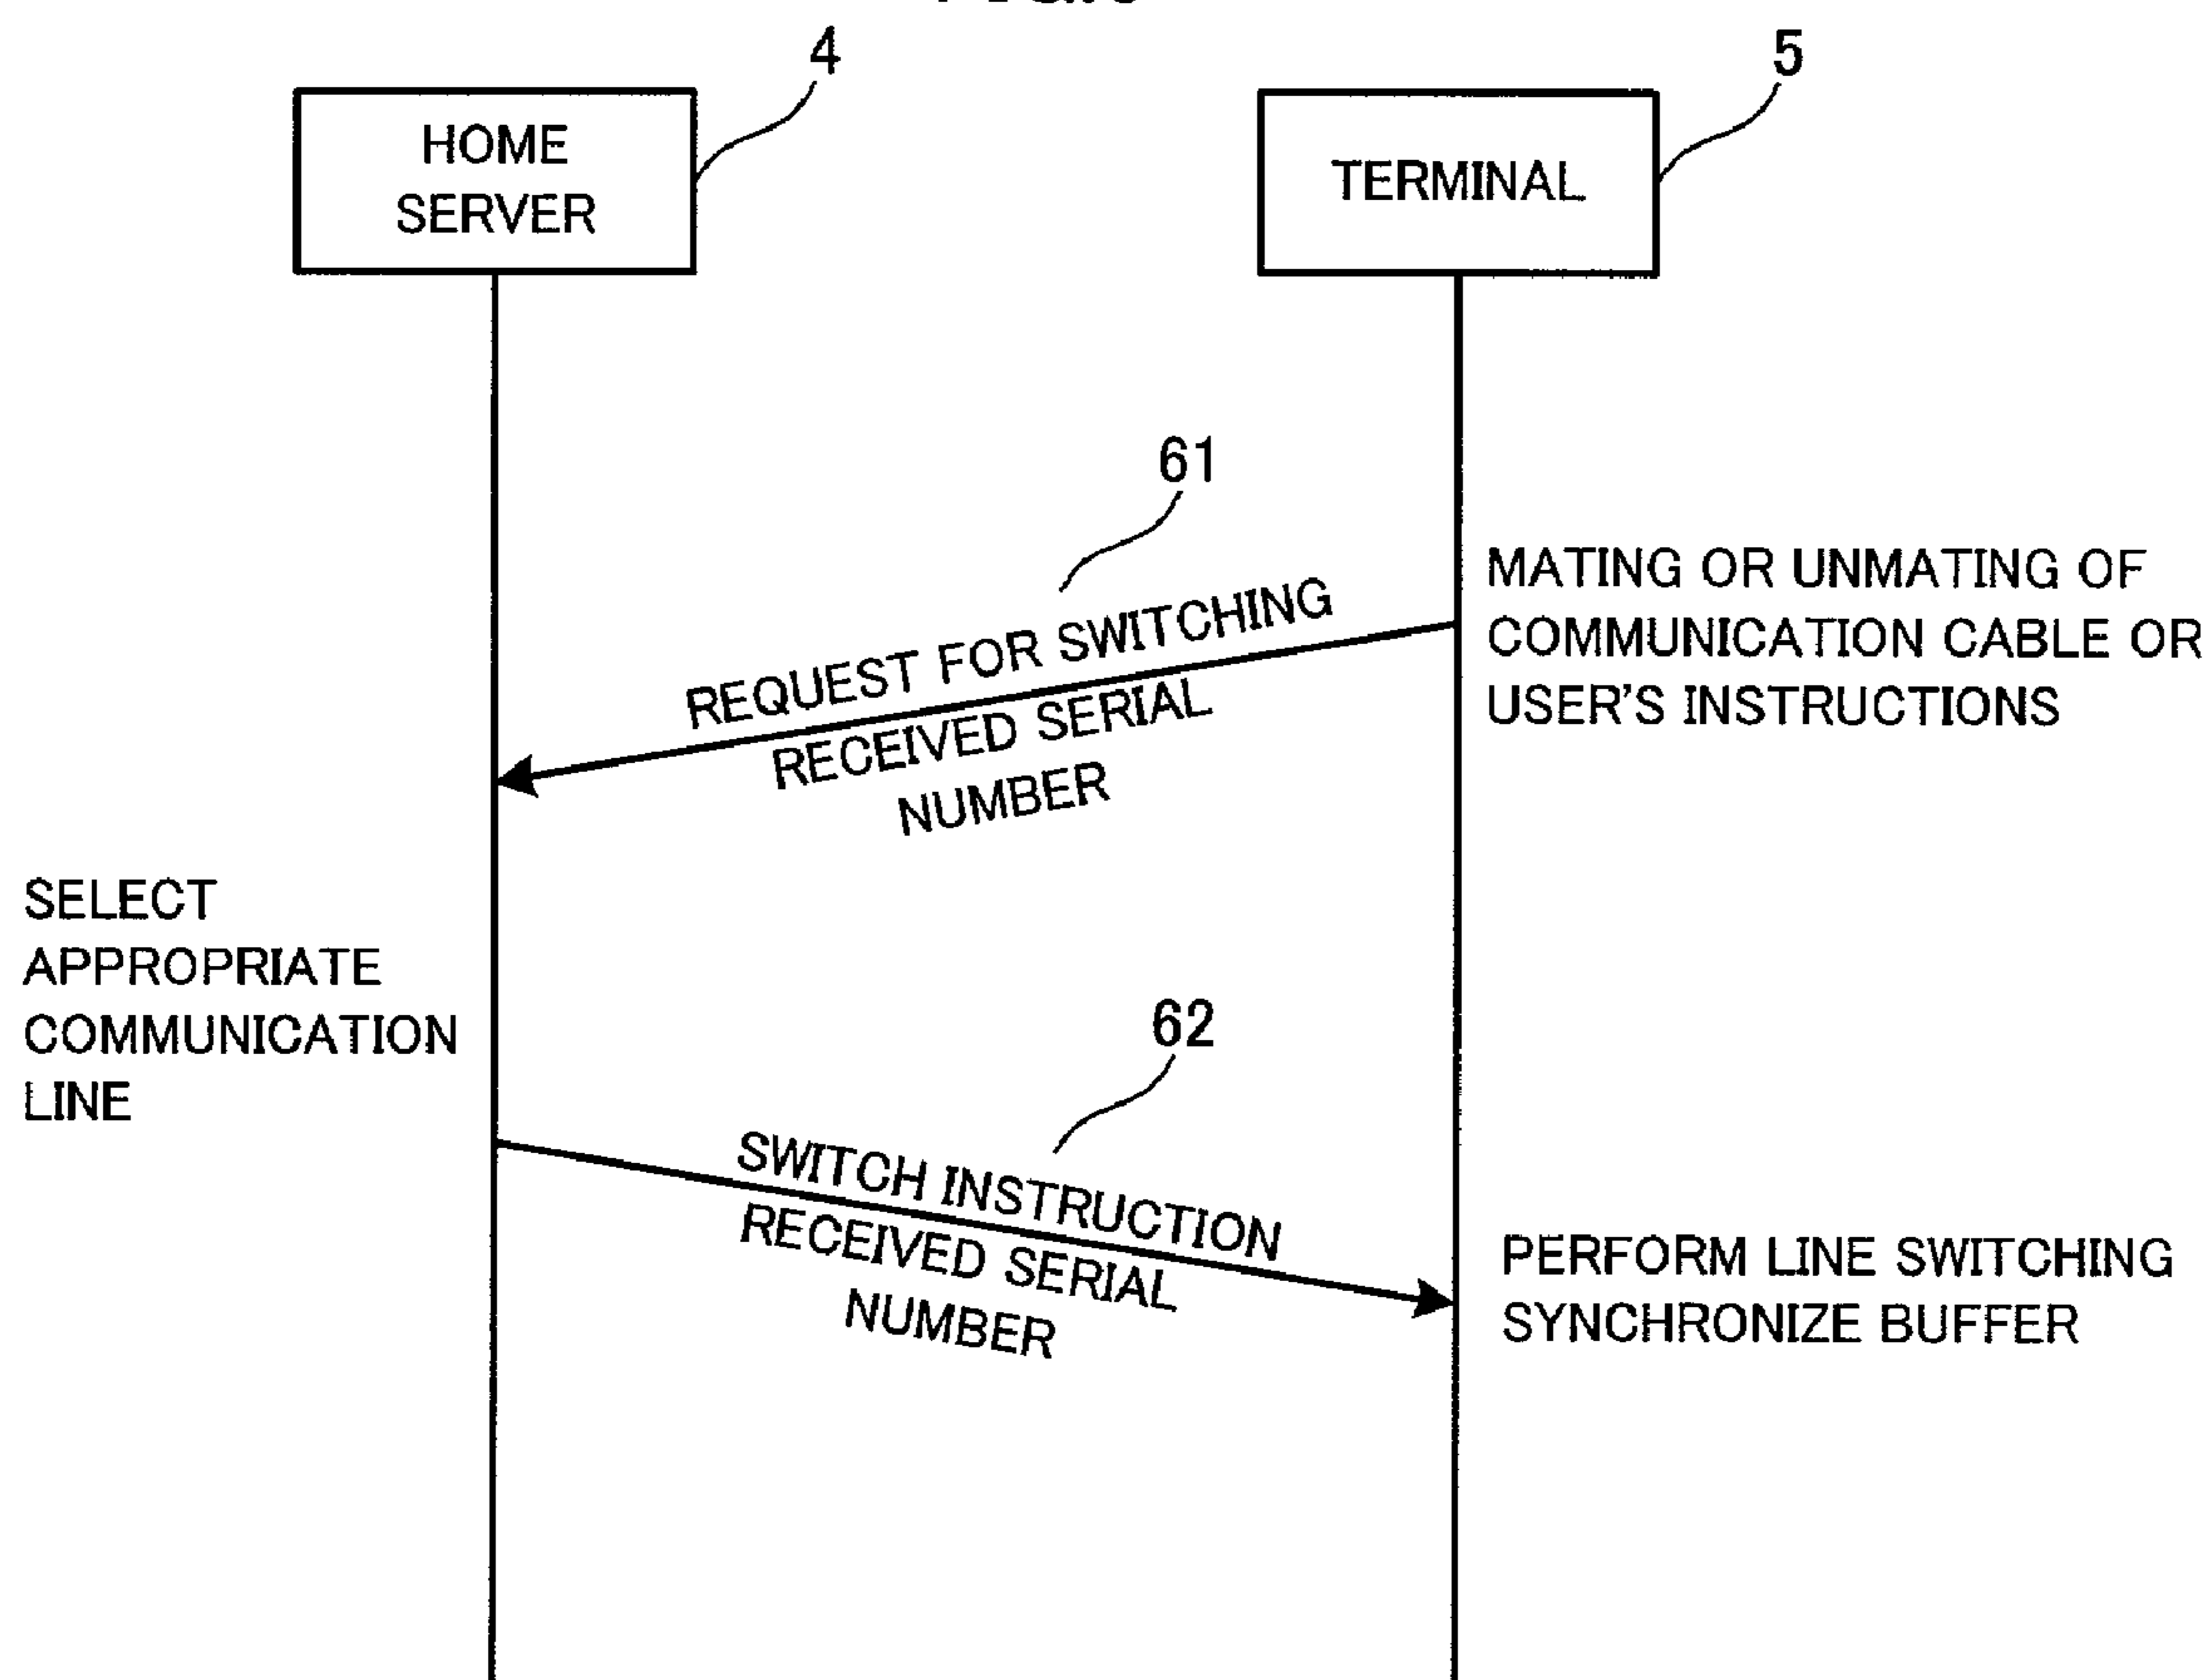 4
5
HOME
SERVER
TERMINAL
61
MATING OR UNMATING OF
COMMUNICATION CABLE OR
USER'S INSTRUCTIONS
REQUEST FOR SWITCHING
RECEIVED SERIAL
NUMBER
SELECT
APPROPRIATE
COMMUNICATION
LINE
62
SWITCH INSTRUCTION
RECEIVED SERIAL
NUMBER
PERFORM LINE SWITCHING
SYNCHRONIZE BUFFER